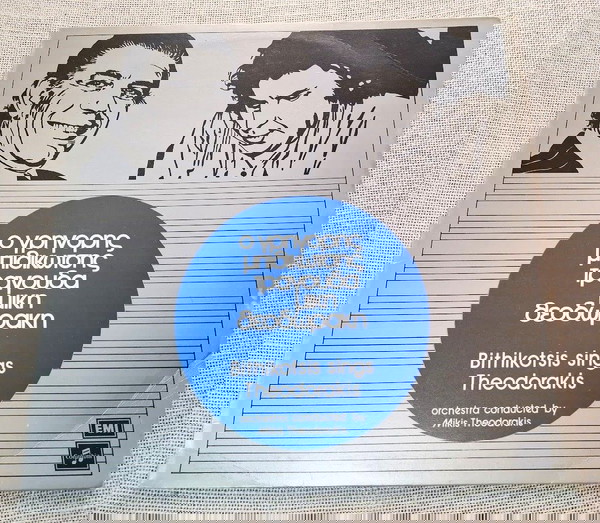 ο γρηγορης
μπιθικωτσης
τραγουδα
μικη
θεοδωρακη
Bithikotsis sings
Theodorakis
orchestra conducted by
Mikis Theodorakis
EMI